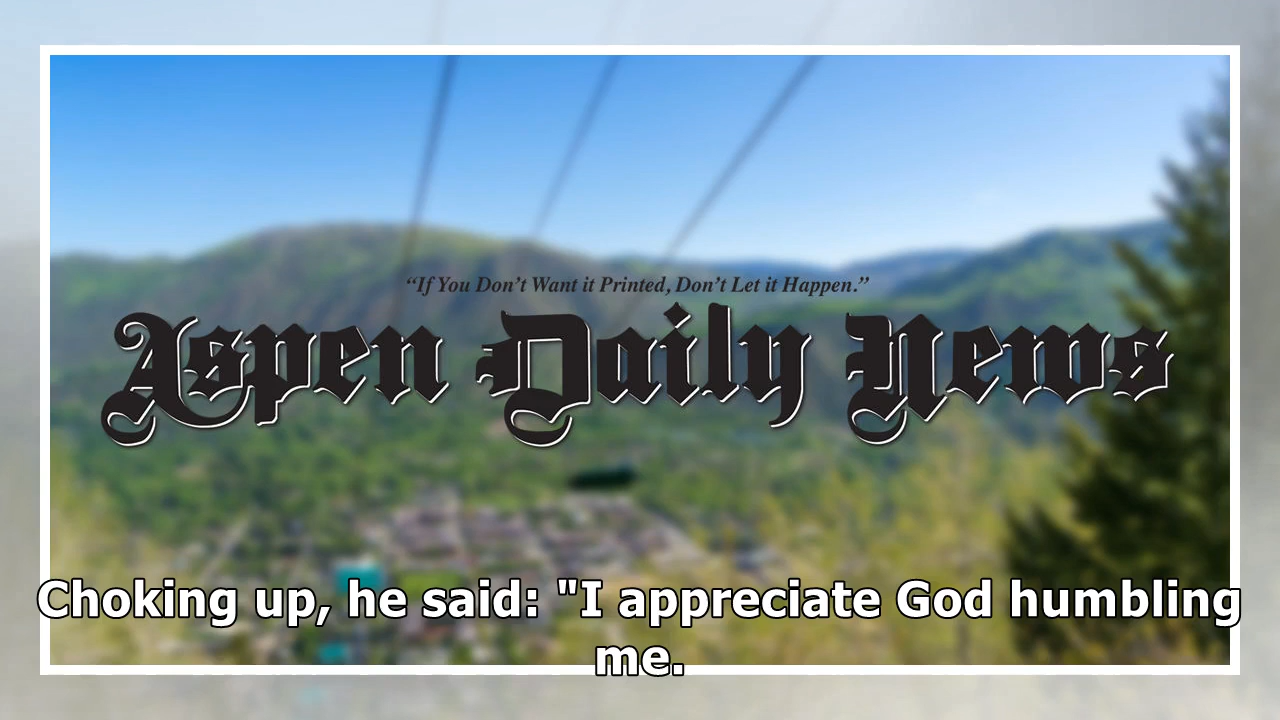 “If You Don’t Want it Printed, Don’t Let it Happen.”
Aspen Daily News
Choking up, he said: "I appreciate God humbling
me.